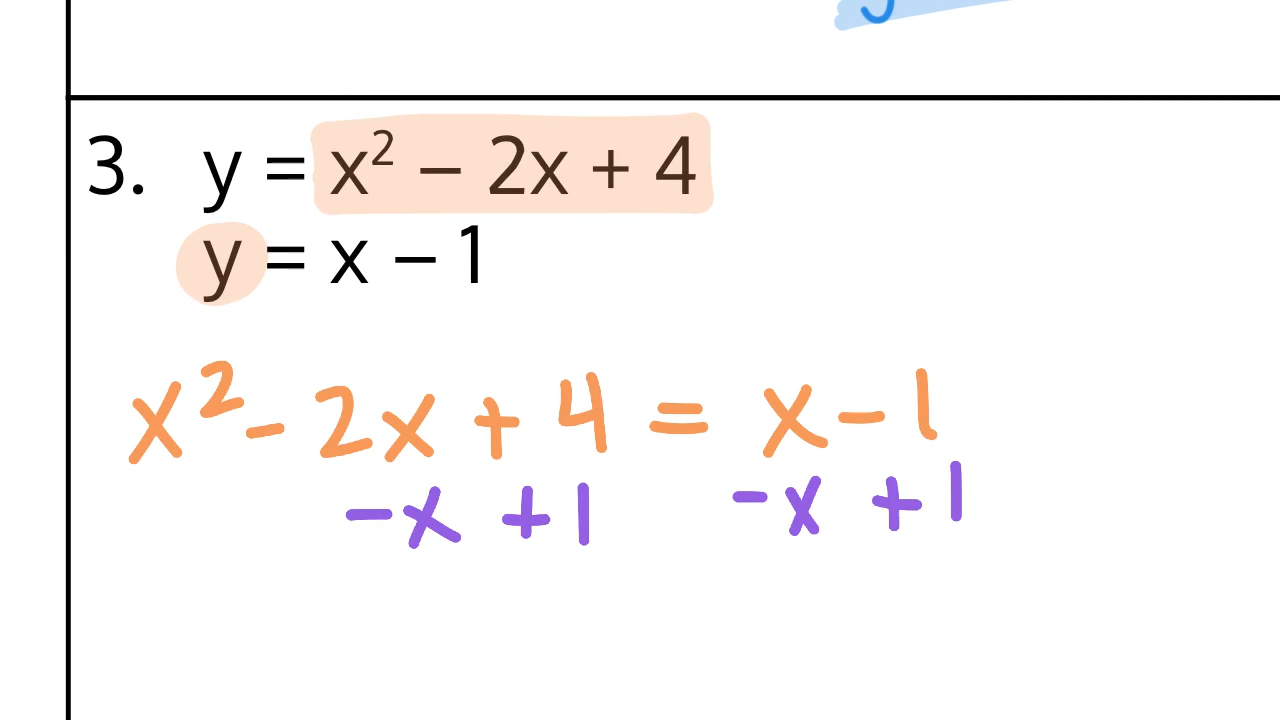 3. y = x² − 2x + 4
y = x − 1
x² - 2x + 4 = x - 1
-x + 1 -x + 1